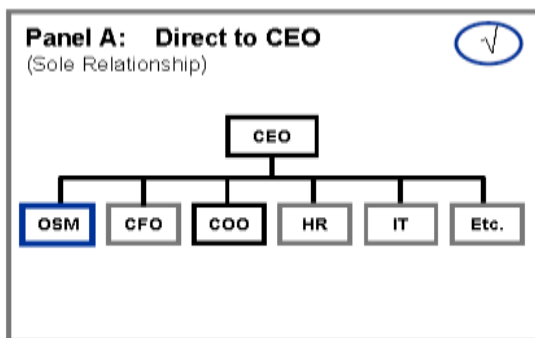 Panel A: Direct to CEO
(Sole Relationship)
√
CEO
OSM CFO COO HR IT Etc.